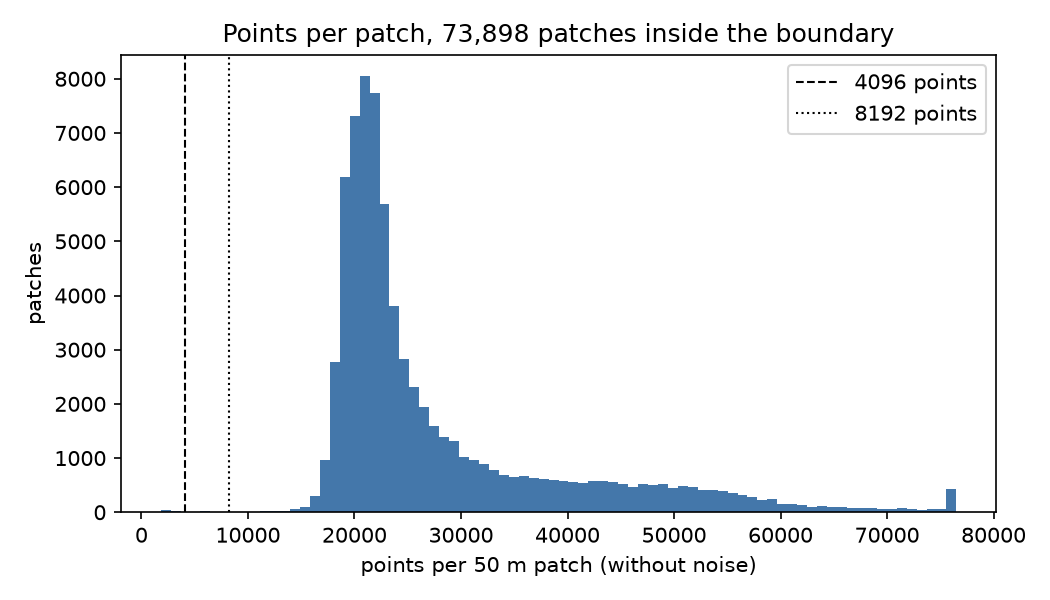 Points per patch, 73,898 patches inside the boundary
4096 points
8192 points
8000
7000
6000
5000
4000
3000
2000
1000
0
patches
0 10000 20000 30000 40000 50000 60000 70000 80000
points per 50 m patch (without noise)